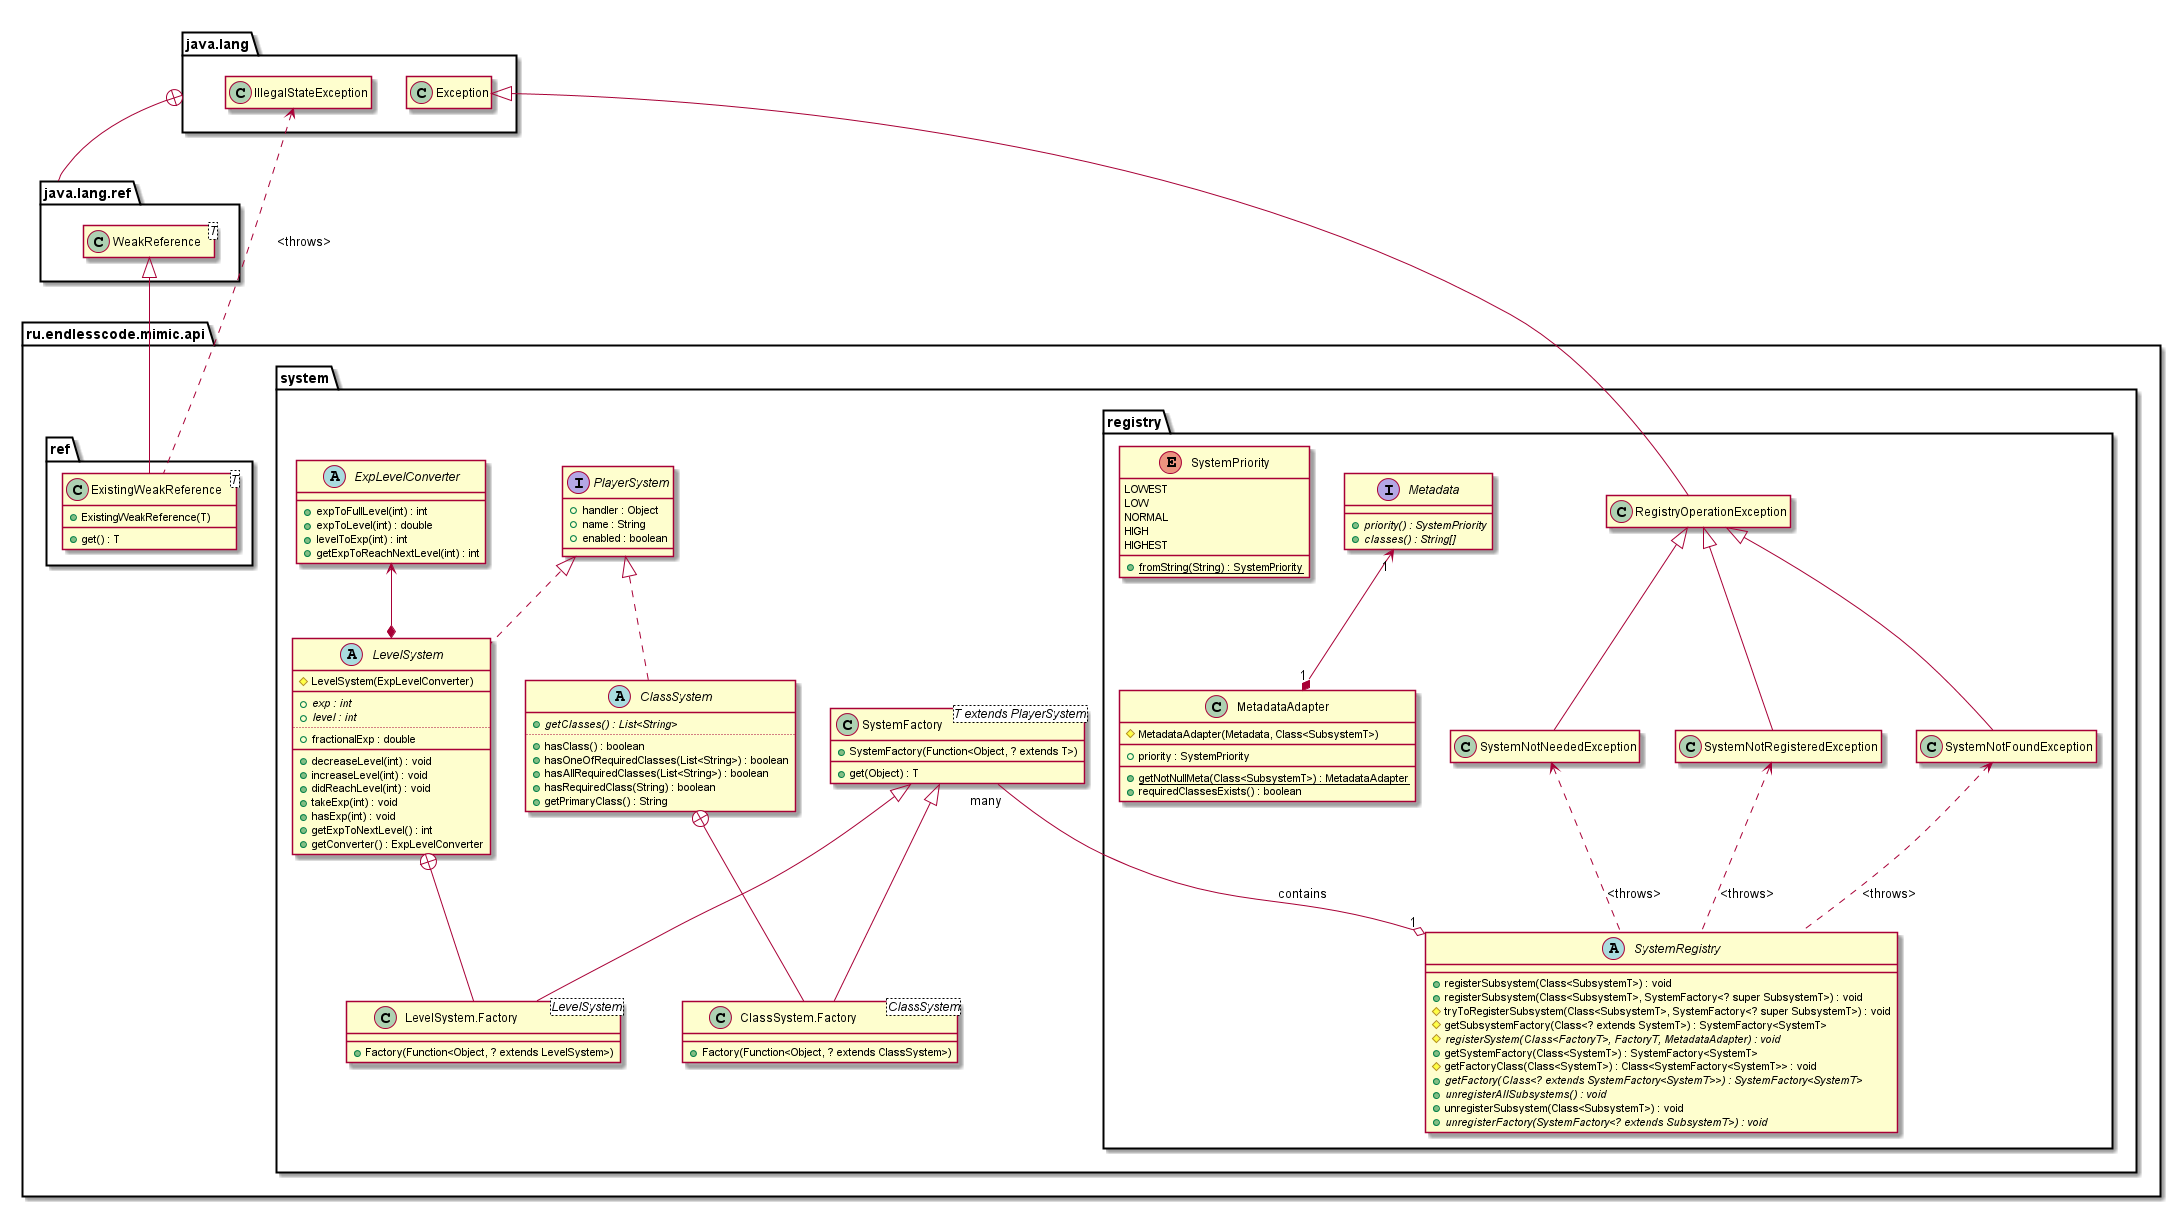 java.lang
C IllegalStateException
C Exception
java.lang.ref
C WeakReference
T
<throws>
ru.endlesscode.mimic.api
ref
C ExistingWeakReference
T
ExistingWeakReference(T)
get() : T
system
A ExpLevelConverter
expToFullLevel(int) : int
expToLevel(int) : double
levelToExp(int) : int
getExpToReachNextLevel(int) : int
I PlayerSystem
handler : Object
name : String
enabled : boolean
A LevelSystem
LevelSystem(ExpLevelConverter)
exp : int
level : int
fractionalExp : double
decreaseLevel(int) : void
increaseLevel(int) : void
didReachLevel(int) : void
takeExp(int) : void
hasExp(int) : void
getExpToNextLevel() : int
getConverter() : ExpLevelConverter
A ClassSystem
getClasses() : List<String>
hasClass() : boolean
hasOneOfRequiredClasses(List<String>) : boolean
hasAllRequiredClasses(List<String>) : boolean
hasRequiredClass(String) : boolean
getPrimaryClass() : String
C SystemFactory
T extends PlayerSystem
SystemFactory(Function<Object, ? extends T>)
get(Object) : T
many
contains
1
C LevelSystem.Factory
LevelSystem
Factory(Function<Object, ? extends LevelSystem>)
C ClassSystem.Factory
ClassSystem
Factory(Function<Object, ? extends ClassSystem>)
registry
E SystemPriority
LOWEST
LOW
NORMAL
HIGH
HIGHEST
fromString(String) : SystemPriority
I Metadata
priority() : SystemPriority
classes() : String[]
1
1
C MetadataAdapter
MetadataAdapter(Metadata, Class<SubsystemT>)
priority : SystemPriority
getNotNullMeta(Class<SubsystemT>) : MetadataAdapter
requiredClassesExists() : boolean
C RegistryOperationException
C SystemNotNeededException
C SystemNotRegisteredException
C SystemNotFoundException
<throws>
<throws>
<throws>
A SystemRegistry
registerSubsystem(Class<SubsystemT>) : void
registerSubsystem(Class<SubsystemT>, SystemFactory<? super SubsystemT>) : void
tryToRegisterSubsystem(Class<SubsystemT>, SystemFactory<? super SubsystemT>) : void
getSubsystemFactory(Class<? extends SystemT>) : SystemFactory<SystemT>
registerSystem(Class<FactoryT>, FactoryT, MetadataAdapter) : void
getSystemFactory(Class<SystemT>) : SystemFactory<SystemT>
getFactoryClass(Class<SystemT>) : Class<SystemFactory<SystemT>> : void
getFactory(Class<? extends SystemFactory<SystemT>>) : SystemFactory<SystemT>
unregisterAllSubsystems() : void
unregisterSubsystem(Class<SubsystemT>) : void
unregisterFactory(SystemFactory<? extends SubsystemT>) : void